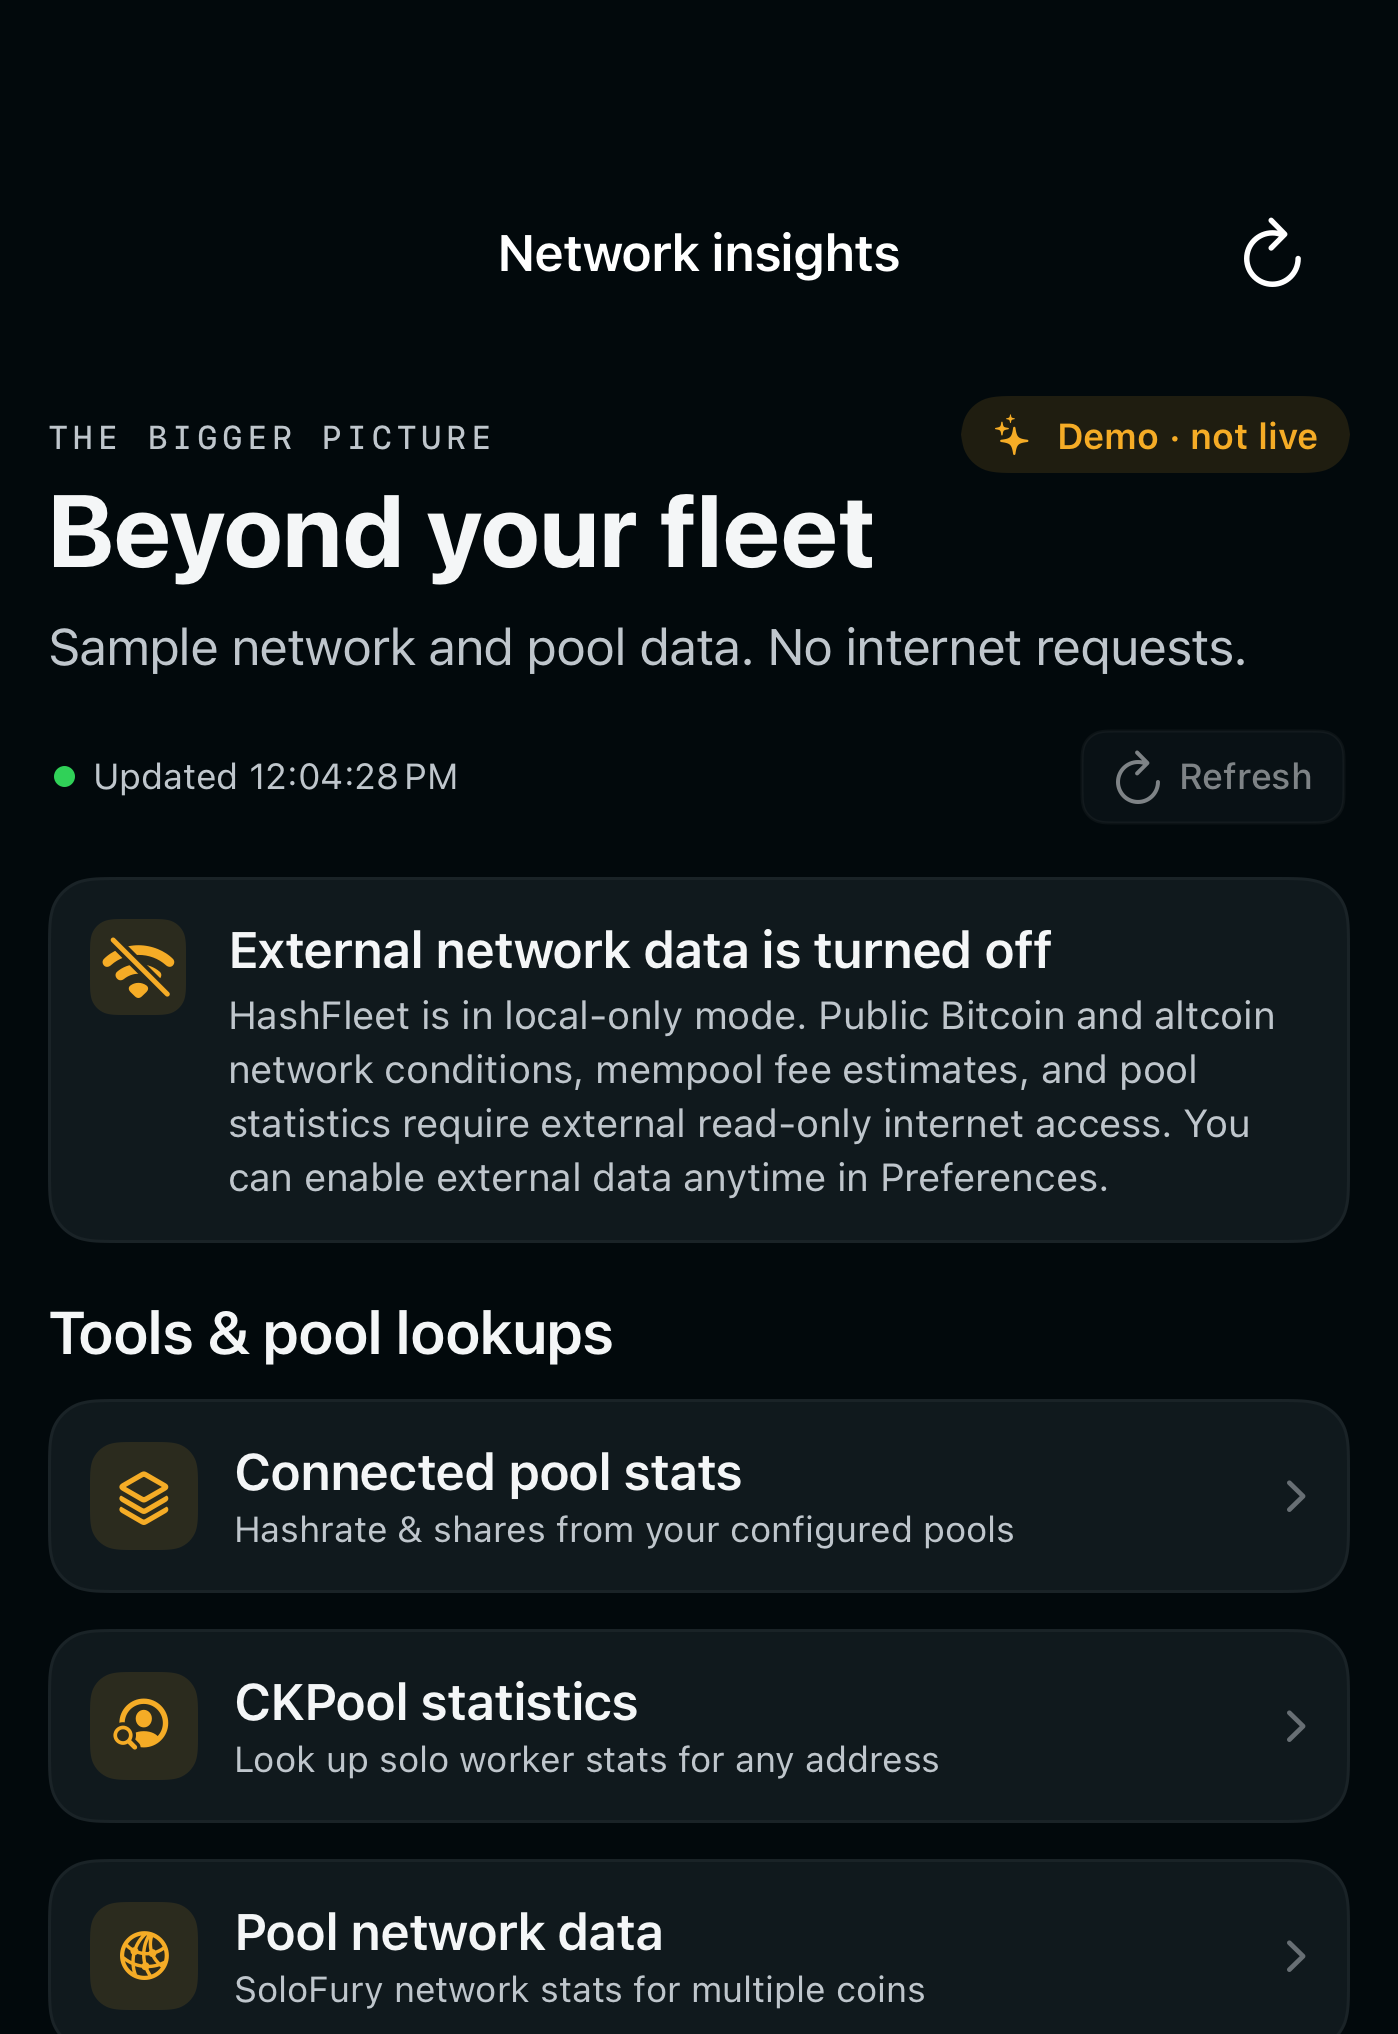 Network insights
THE BIGGER PICTURE
Demo · not live
Beyond your fleet
Sample network and pool data. No internet requests.
Updated 12:04:28 PM
Refresh
External network data is turned off
HashFleet is in local-only mode. Public Bitcoin and altcoin
network conditions, mempool fee estimates, and pool
statistics require external read-only internet access. You
can enable external data anytime in Preferences.
Tools & pool lookups
Connected pool stats
Hashrate & shares from your configured pools
CKPool statistics
Look up solo worker stats for any address
Pool network data
SoloFury network stats for multiple coins